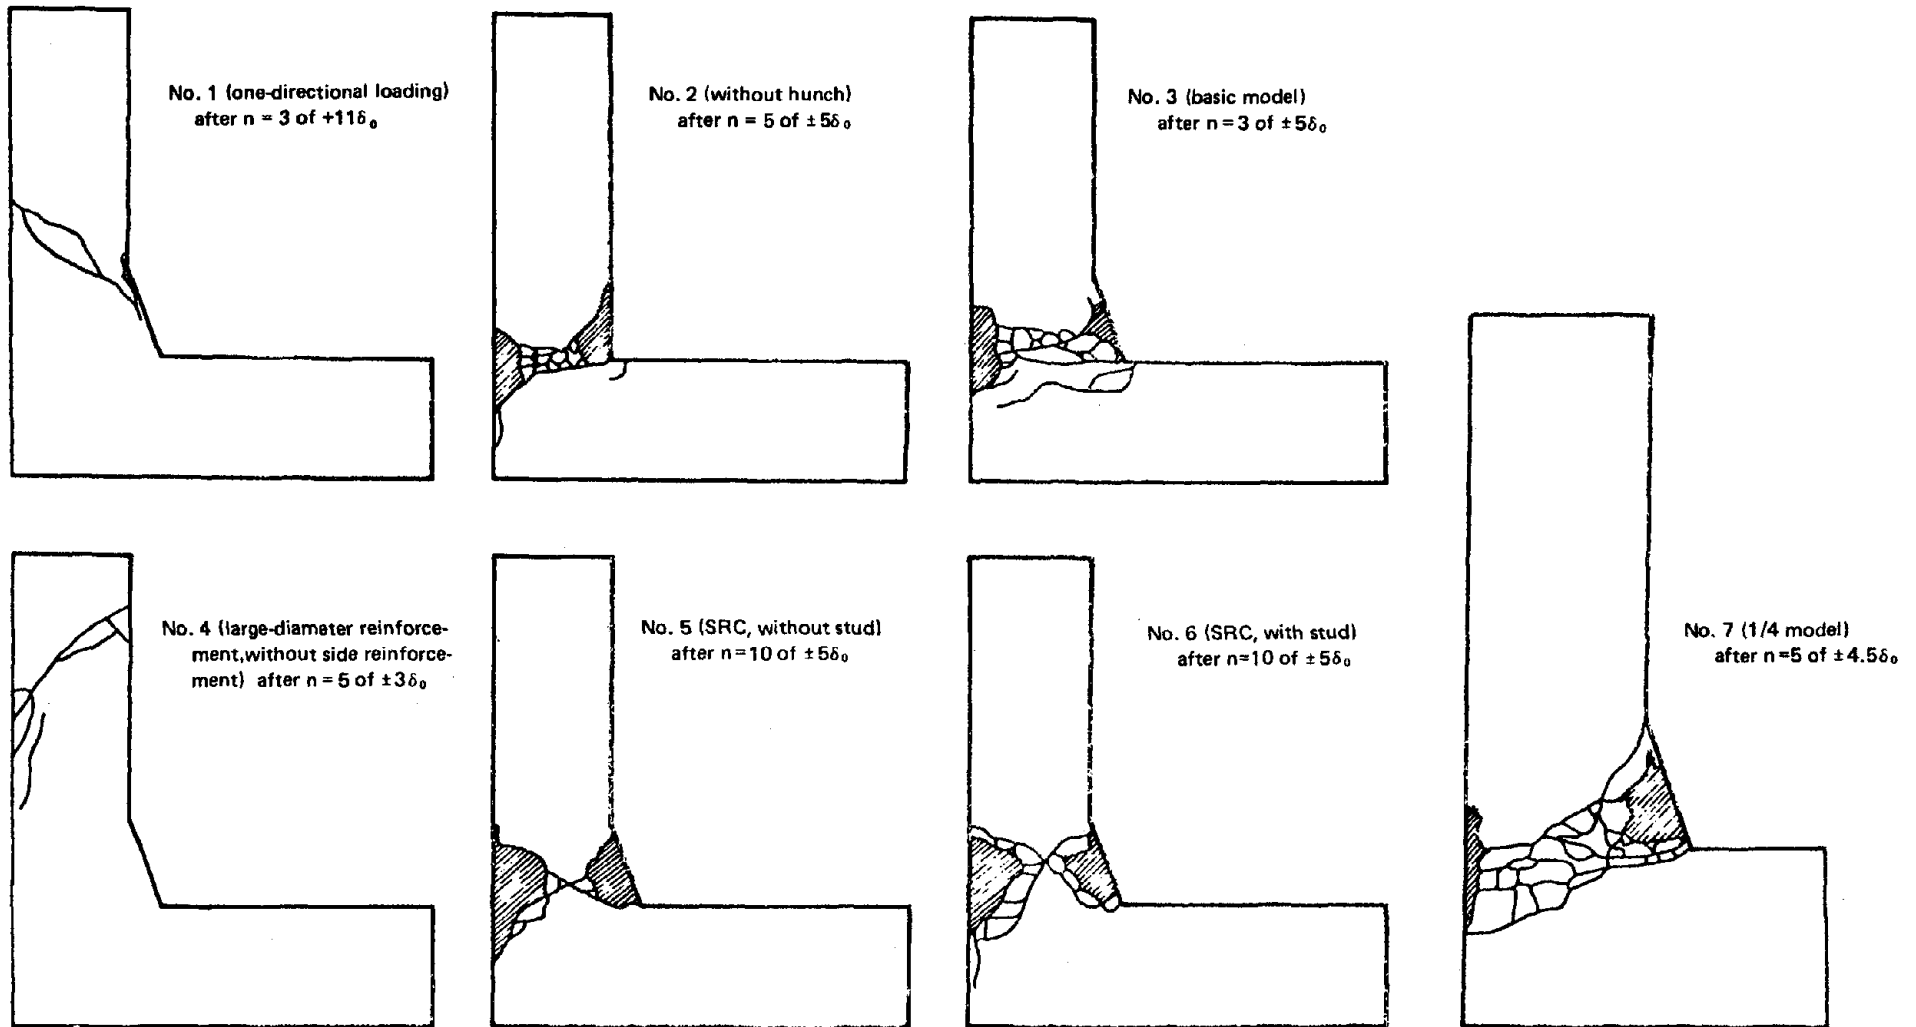 No. 1 (one-directional loading)
after n = 3 of +11δ₀
No. 2 (without hunch)
after n = 5 of ±5δ₀
No. 3 (basic model)
after n = 3 of ±5δ₀
No. 4 (large-diameter reinforce-
ment, without side reinforce-
ment) after n = 5 of ±3δ₀
No. 5 (SRC, without stud)
after n=10 of ±5δ₀
No. 6 (SRC, with stud)
after n=10 of ±5δ₀
No. 7 (1/4 model)
after n=5 of ±4.5δ₀